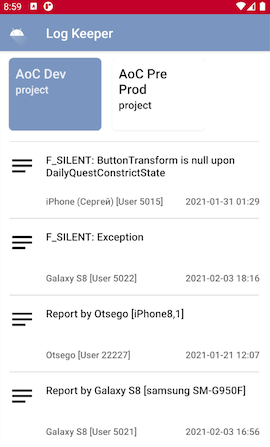 8:59
Log Keeper
AoC Dev
project
AoC Pre
Prod
project
F_SILENT: ButtonTransform is null upon
DailyQuestConstrictState
iPhone (Сергей) [User 5015] 2021-01-31 01:29
F_SILENT: Exception
Galaxy S8 [User 5022] 2021-02-03 18:16
Report by Otsego [iPhone8,1]
Otsego [User 22227] 2021-01-21 12:07
Report by Galaxy S8 [samsung SM-G950F]
Galaxy S8 [User 5021] 2021-02-03 16:56